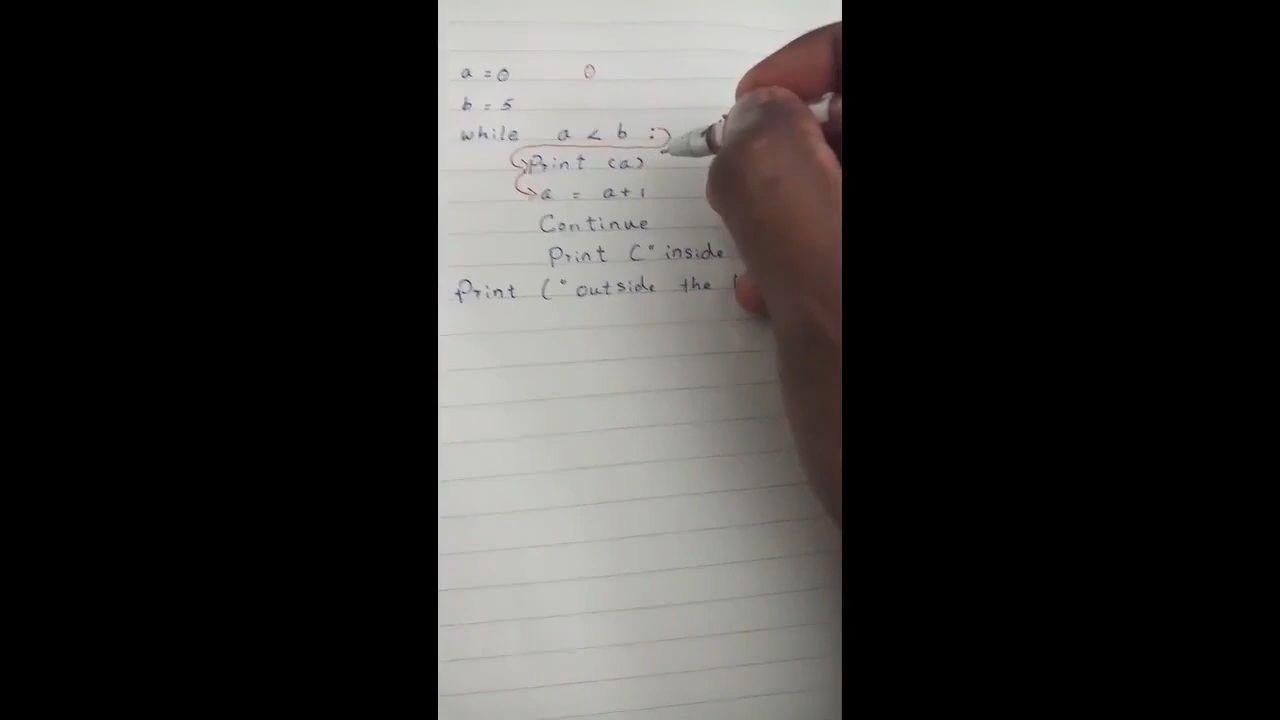 a = 0 0
b = 5
while a < b :
Print (a)
a = a+1
Continue
Print (" inside
Print (" outside the